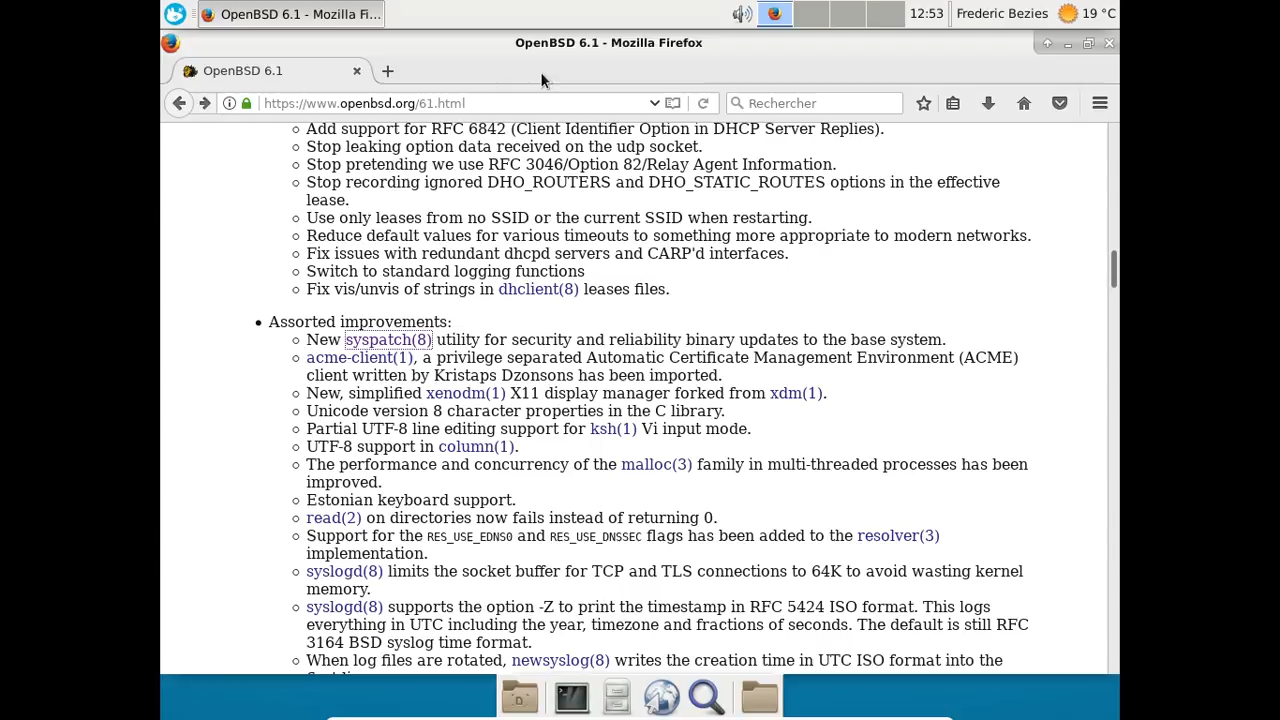 OpenBSD 6.1 - Mozilla Fi...
12:53
Frederic Bezies
19 °C
OpenBSD 6.1 - Mozilla Firefox
OpenBSD 6.1
https://www.openbsd.org/61.html
Rechercher
Add support for RFC 6842 (Client Identifier Option in DHCP Server Replies).
Stop leaking option data received on the udp socket.
Stop pretending we use RFC 3046/Option 82/Relay Agent Information.
Stop recording ignored DHO_ROUTERS and DHO_STATIC_ROUTES options in the effective
lease.
Use only leases from no SSID or the current SSID when restarting.
Reduce default values for various timeouts to something more appropriate to modern networks.
Fix issues with redundant dhcpd servers and CARP'd interfaces.
Switch to standard logging functions
Fix vis/unvis of strings in dhclient(8) leases files.
Assorted improvements:
New syspatch(8) utility for security and reliability binary updates to the base system.
acme-client(1), a privilege separated Automatic Certificate Management Environment (ACME)
client written by Kristaps Dzonsons has been imported.
New, simplified xenodm(1) X11 display manager forked from xdm(1).
Unicode version 8 character properties in the C library.
Partial UTF-8 line editing support for ksh(1) Vi input mode.
UTF-8 support in column(1).
The performance and concurrency of the malloc(3) family in multi-threaded processes has been
improved.
Estonian keyboard support.
read(2) on directories now fails instead of returning 0.
Support for the RES_USE_EDNS0 and RES_USE_DNSSEC flags has been added to the resolver(3)
implementation.
syslogd(8) limits the socket buffer for TCP and TLS connections to 64K to avoid wasting kernel
memory.
syslogd(8) supports the option -Z to print the timestamp in RFC 5424 ISO format. This logs
everything in UTC including the year, timezone and fractions of seconds. The default is still RFC
3164 BSD syslog time format.
When log files are rotated, newsyslog(8) writes the creation time in UTC ISO format into the